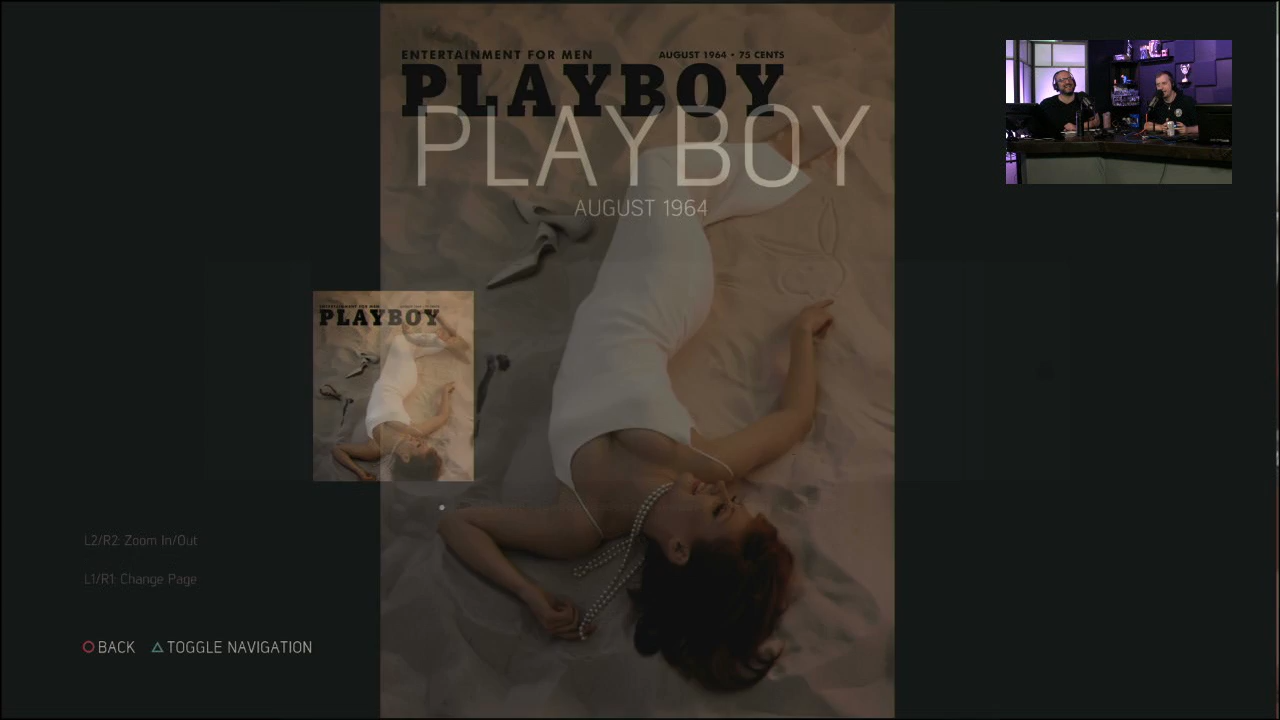 ENTERTAINMENT FOR MEN AUGUST 1964 • 75 CENTS
PLAYBOY
PLAYBOY
AUGUST 1964
PLAYBOY
L2/R2: Zoom In/Out
L1/R1: Change Page
BACK TOGGLE NAVIGATION